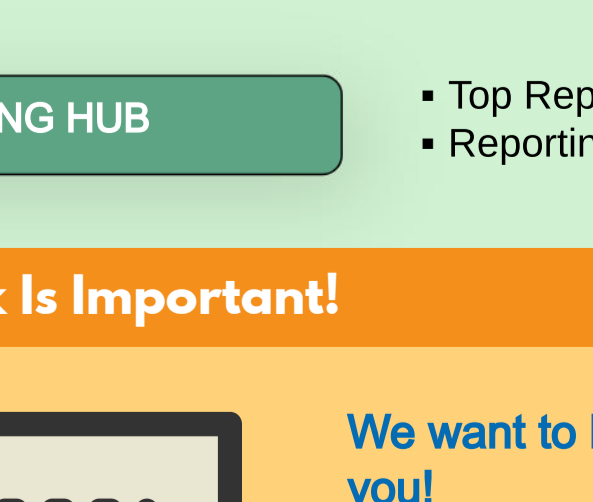 NG HUB
▪ Top Rep
▪ Reportin
Is Important!
We want to
you!